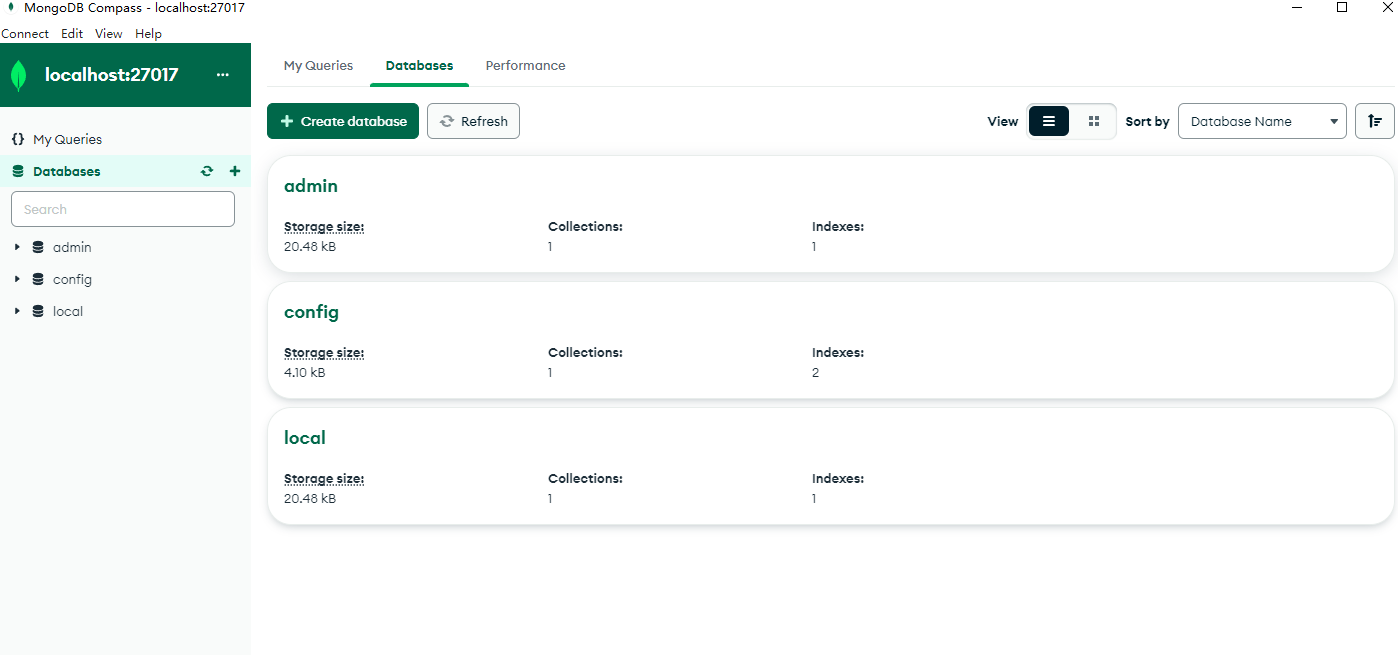 MongoDB Compass - localhost:27017
Connect Edit View Help
localhost:27017 ...
My Queries
Databases
Search
admin
config
local
My Queries Databases Performance
Create database Refresh View Sort by Database Name
admin
Storage size: Collections: Indexes:
20.48 kB 1 1
config
Storage size: Collections: Indexes:
4.10 kB 1 2
local
Storage size: Collections: Indexes:
20.48 kB 1 1